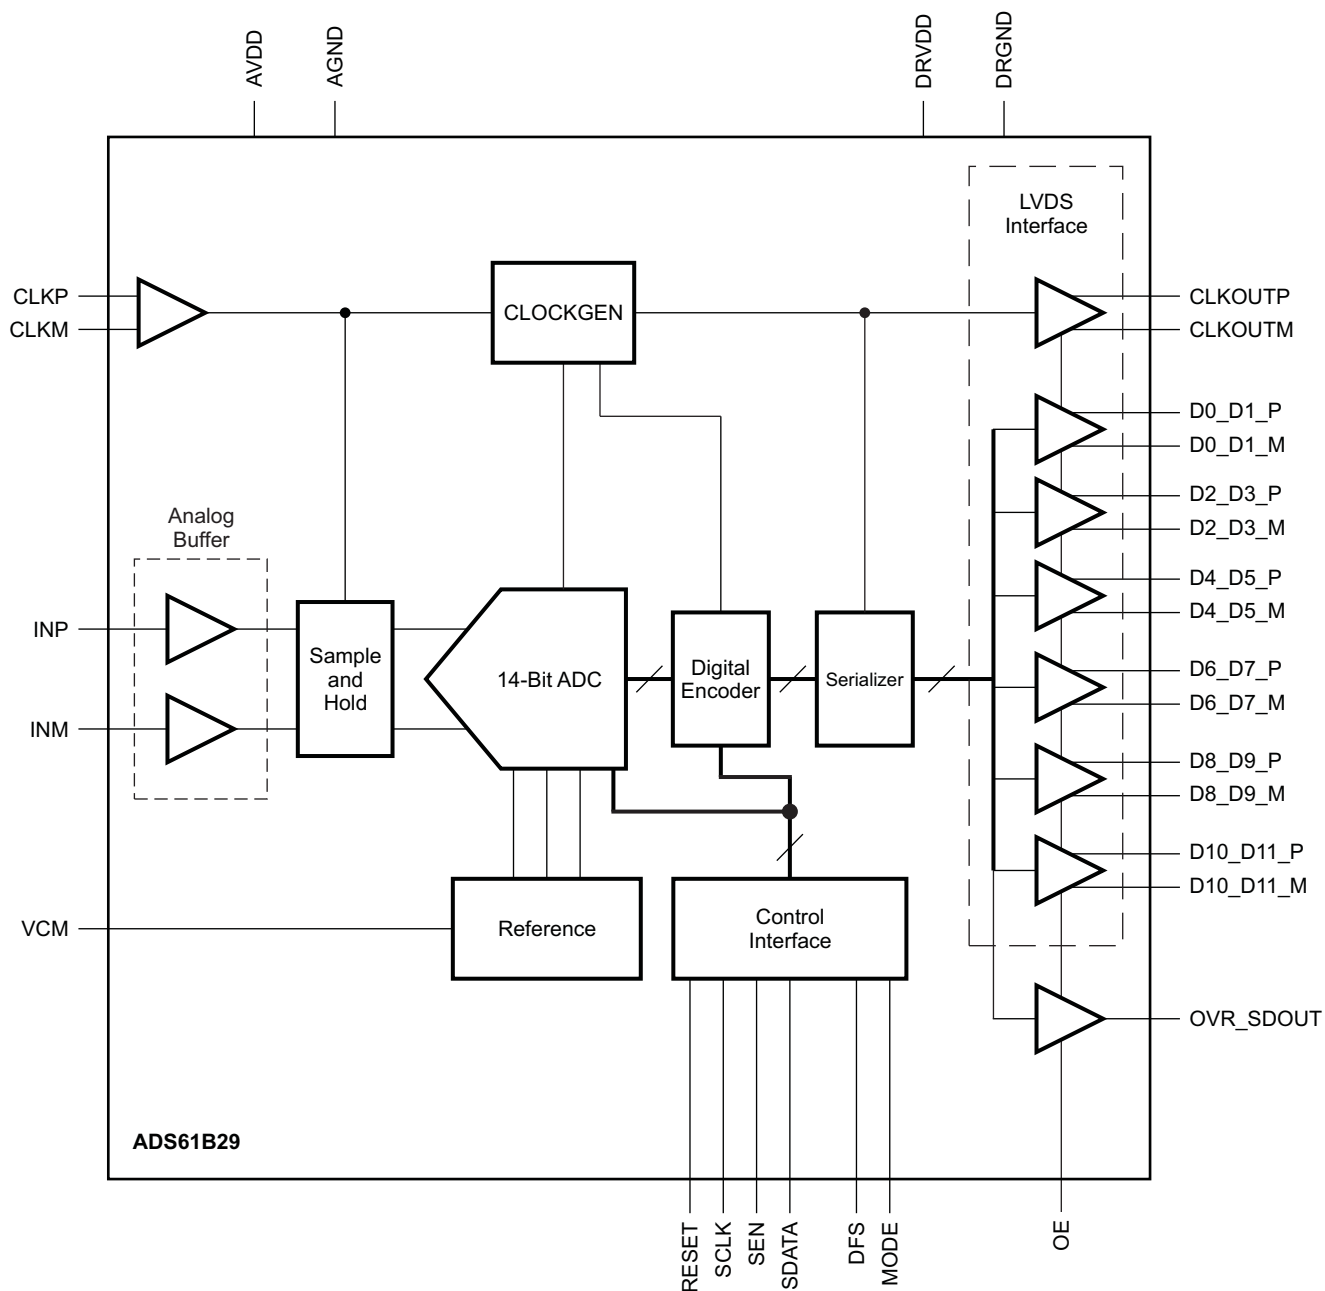 AVDD
AGND
DRVDD
DRGND
LVDS
Interface
CLKP
CLKM
CLOCKGEN
CLKOUTP
CLKOUTM
D0_D1_P
D0_D1_M
D2_D3_P
D2_D3_M
Analog
Buffer
D4_D5_P
D4_D5_M
INP
INM
Sample
and
Hold
14-Bit ADC
Digital
Encoder
Serializer
D6_D7_P
D6_D7_M
D8_D9_P
D8_D9_M
D10_D11_P
D10_D11_M
VCM
Reference
Control
Interface
OVR_SDOUT
ADS61B29
RESET
SCLK
SEN
SDATA
DFS
MODE
OE